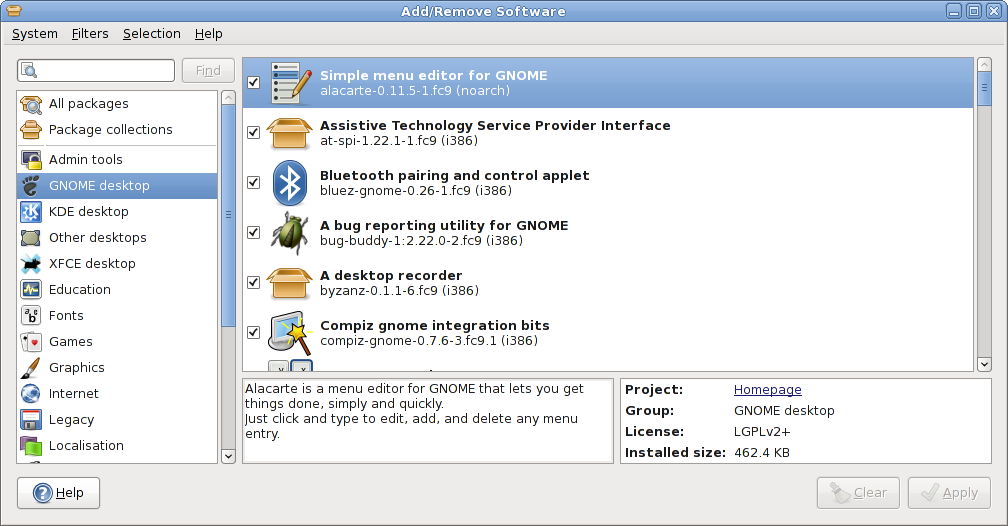 Add/Remove Software
System Filters Selection Help
Find
All packages
Package collections
Admin tools
GNOME desktop
KDE desktop
Other desktops
XFCE desktop
Education
Fonts
Games
Graphics
Internet
Legacy
Localisation
Simple menu editor for GNOME
alacarte-0.11.5-1.fc9 (noarch)
Assistive Technology Service Provider Interface
at-spi-1.22.1-1.fc9 (i386)
Bluetooth pairing and control applet
bluez-gnome-0.26-1.fc9 (i386)
A bug reporting utility for GNOME
bug-buddy-1:2.22.0-2.fc9 (i386)
A desktop recorder
byzanz-0.1.1-6.fc9 (i386)
Compiz gnome integration bits
compiz-gnome-0.7.6-3.fc9.1 (i386)
Alacarte is a menu editor for GNOME that lets you get
things done, simply and quickly.
Just click and type to edit, add, and delete any menu
entry.
Project: Homepage
Group: GNOME desktop
License: LGPLv2+
Installed size: 462.4 KB
Help
Clear
Apply